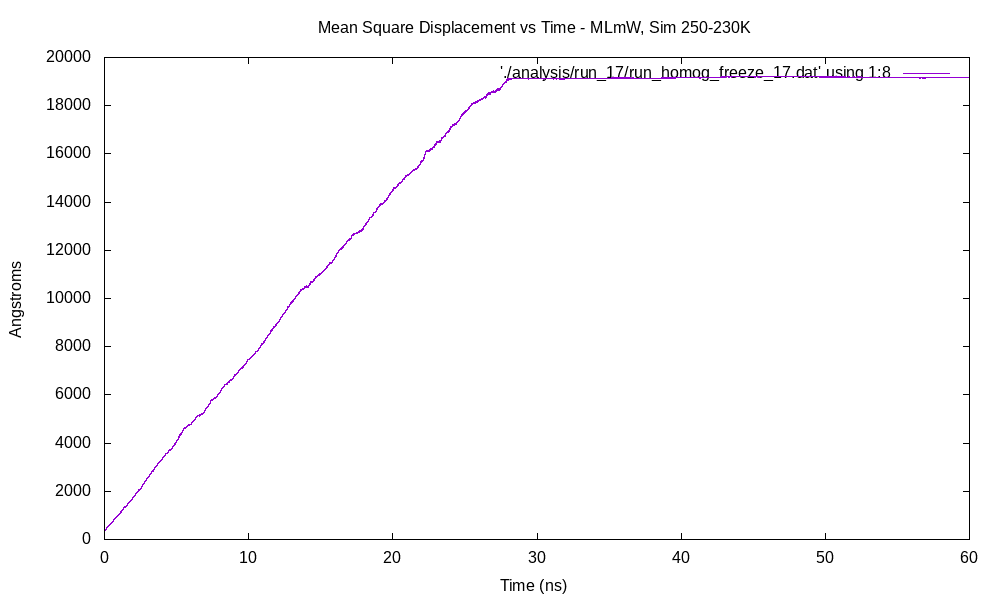 Mean Square Displacement vs Time - MLmW, Sim 250-230K
20000
'./analysis/run_17/run_homog_freeze_17.dat' using 1:8
18000
16000
14000
12000
Angstroms
10000
8000
6000
4000
2000
0
0 10 20 30 40 50 60
Time (ns)